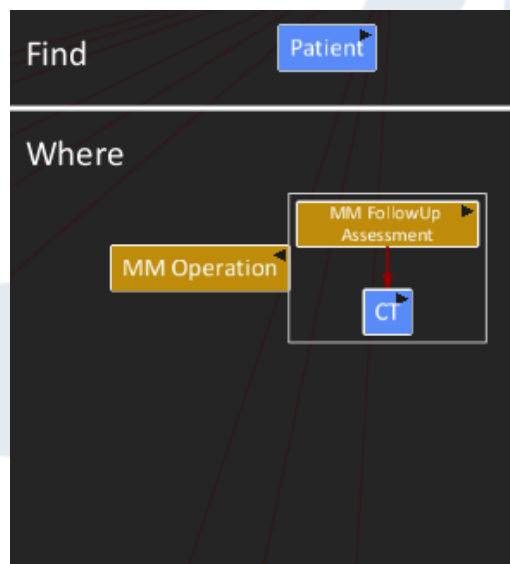 Find
Patient
Where
MM FollowUp
Assessment
MM Operation
CT